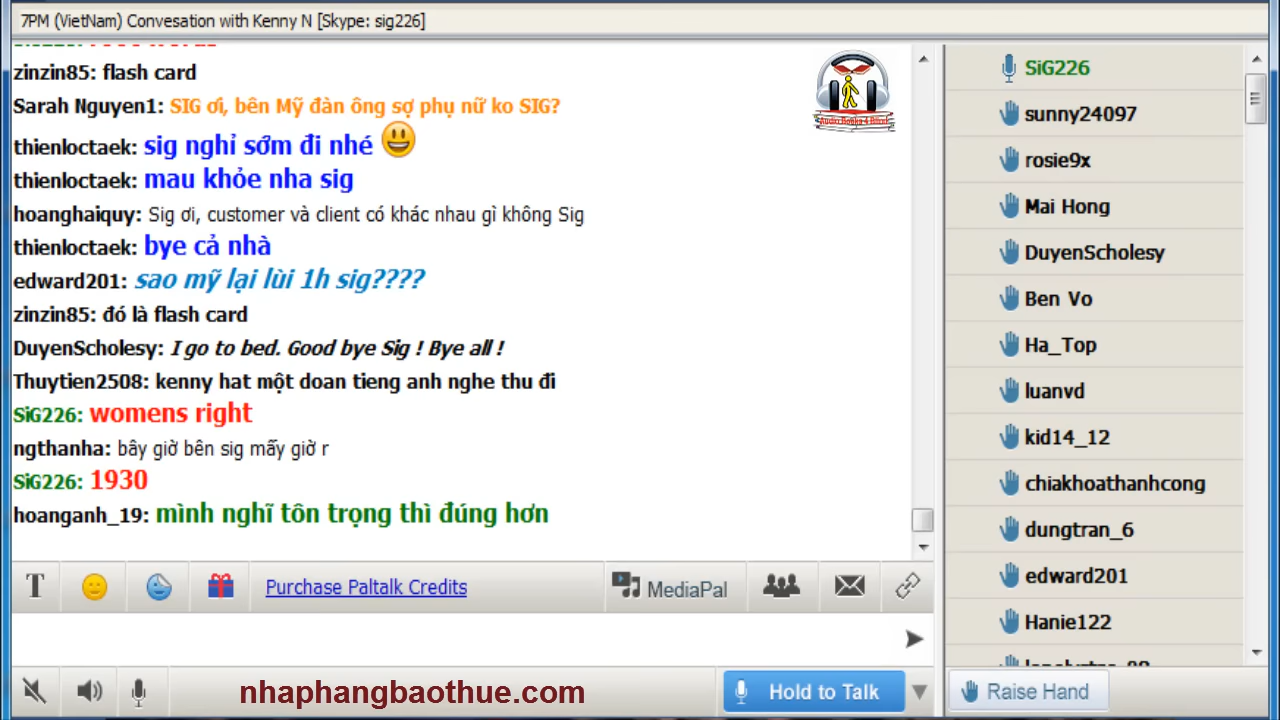 7PM (VietNam) Convesation with Kenny N [Skype: sig226]
zinzin85: flash card
Sarah Nguyen1: SIG ơi, bên Mỹ đàn ông sợ phụ nữ ko SIG?
thienloctaek: sig nghỉ sớm đi nhé
thienloctaek: mau khỏe nha sig
hoanghaiquy: Sig ơi, customer và client có khác nhau gì không Sig
thienloctaek: bye cả nhà
edward201: sao mỹ lại lùi 1h sig????
zinzin85: đó là flash card
DuyenScholesy: I go to bed. Good bye Sig ! Bye all !
Thuytien2508: kenny hat một doan tieng anh nghe thu đi
SiG226: womens right
ngthanha: bây giờ bên sig mấy giờ r
SiG226: 1930
hoanganh_19: mình nghĩ tôn trọng thì đúng hơn
T
Purchase Paltalk Credits
MediaPal
nhaphangbaothue.com
Hold to Talk
SiG226
sunny24097
rosie9x
Mai Hong
DuyenScholesy
Ben Vo
Ha_Top
luanvd
kid14_12
chiakhoathanhcong
dungtran_6
edward201
Hanie122
Raise Hand